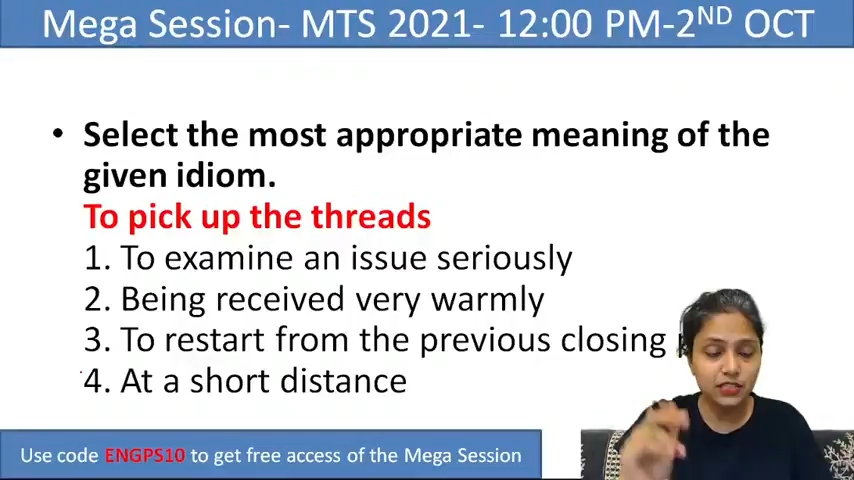 Mega Session- MTS 2021- 12:00 PM-2ND OCT
• Select the most appropriate meaning of the
given idiom.
To pick up the threads
1. To examine an issue seriously
2. Being received very warmly
3. To restart from the previous closing
4. At a short distance
Use code ENGPS10 to get free access of the Mega Session